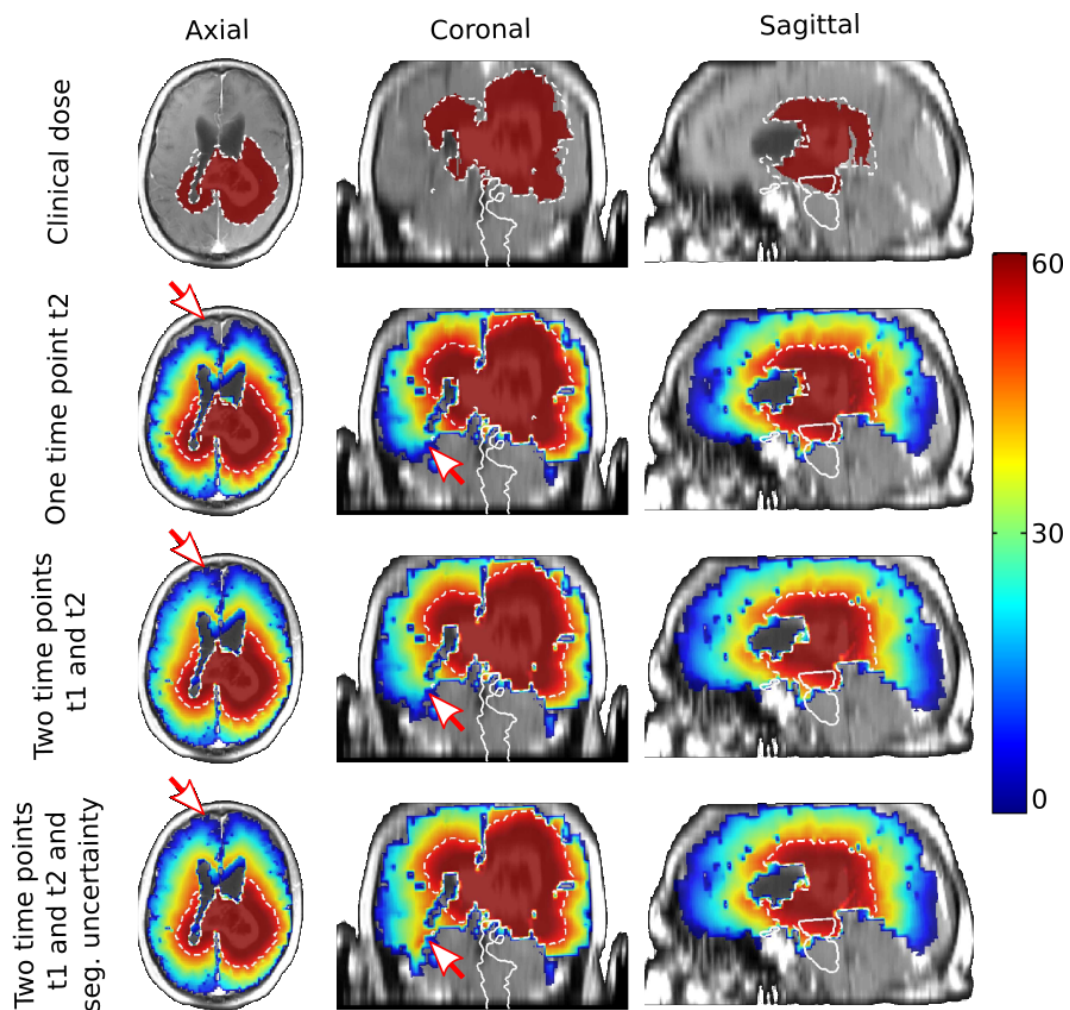 Axial
Coronal
Sagittal
Clinical dose
One time point t2
Two time points
t1 and t2
Two time points
t1 and t2 and
seg. uncertainty
60
30
0